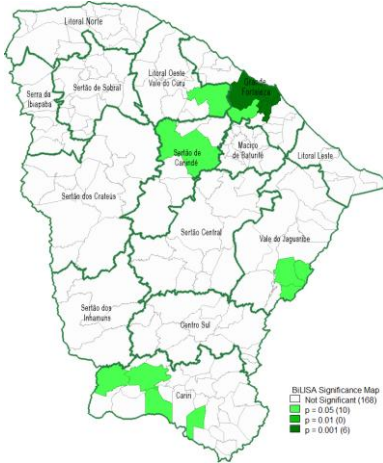 Litoral Norte
Litoral Oeste
Vale do Curu
Grande
Fortaleza
Serra da
Ibiapaba
Sertão de Sobral
Sertão de
Canindé
Maciço
de Baturité
Litoral Leste
Sertão dos Crateús
Sertão Central
Vale do Jaguaribe
Sertão dos
Inhamuns
Centro Sul
Cariri
BiLISA Significance Map
Not Significant (168)
p = 0.05 (10)
p = 0.01 (0)
p = 0.001 (6)